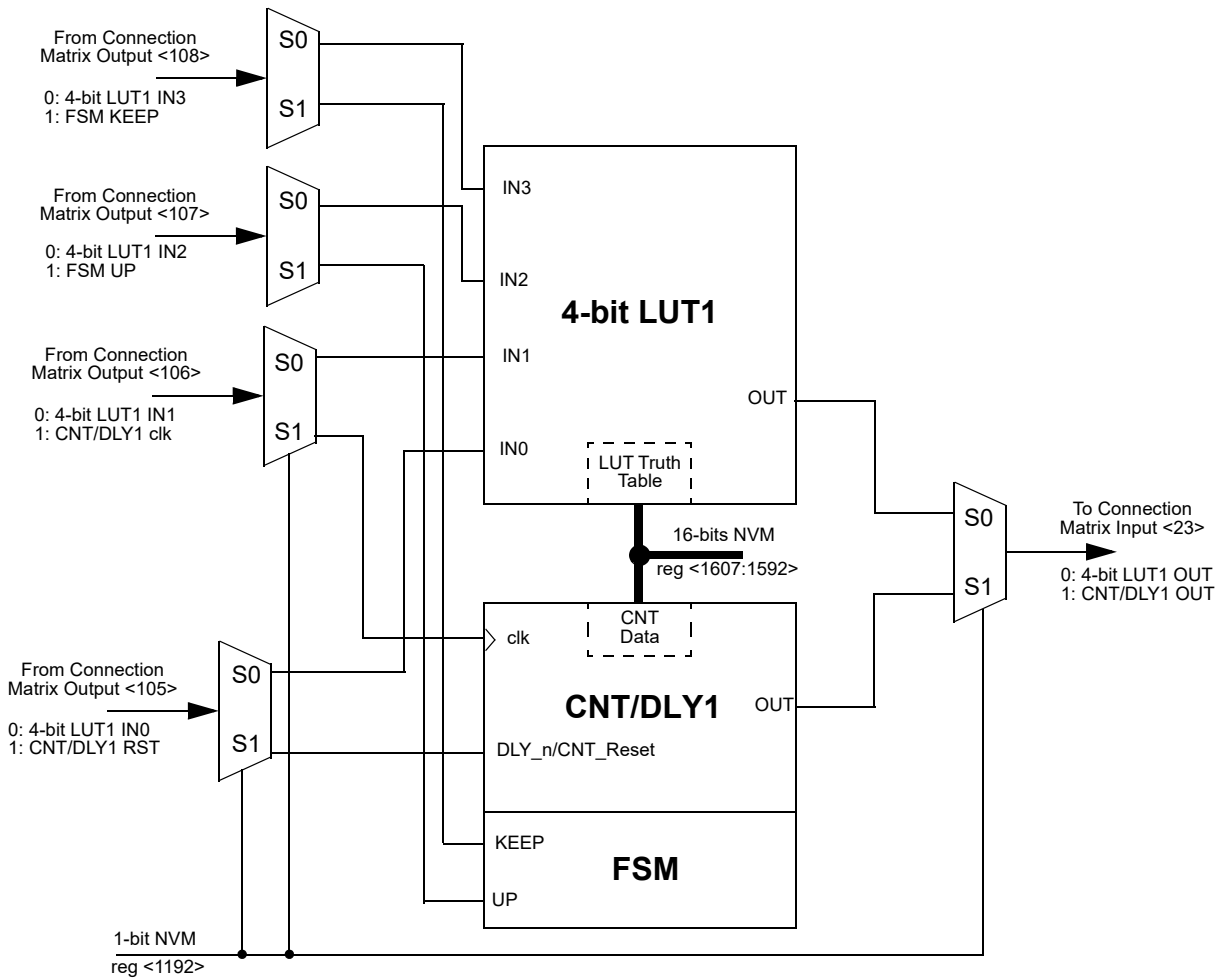 From Connection
Matrix Output <108>
0: 4-bit LUT1 IN3
1: FSM KEEP
S0
S1
From Connection
Matrix Output <107>
0: 4-bit LUT1 IN2
1: FSM UP
S0
S1
From Connection
Matrix Output <106>
0: 4-bit LUT1 IN1
1: CNT/DLY1 clk
S0
S1
IN3
IN2
IN1
IN0
4-bit LUT1
OUT
LUT Truth
Table
16-bits NVM
reg <1607:1592>
S0
S1
To Connection
Matrix Input <23>
0: 4-bit LUT1 OUT
1: CNT/DLY1 OUT
From Connection
Matrix Output <105>
0: 4-bit LUT1 IN0
1: CNT/DLY1 RST
S0
S1
clk
CNT
Data
CNT/DLY1
OUT
DLY_n/CNT_Reset
KEEP
FSM
UP
1-bit NVM
reg <1192>